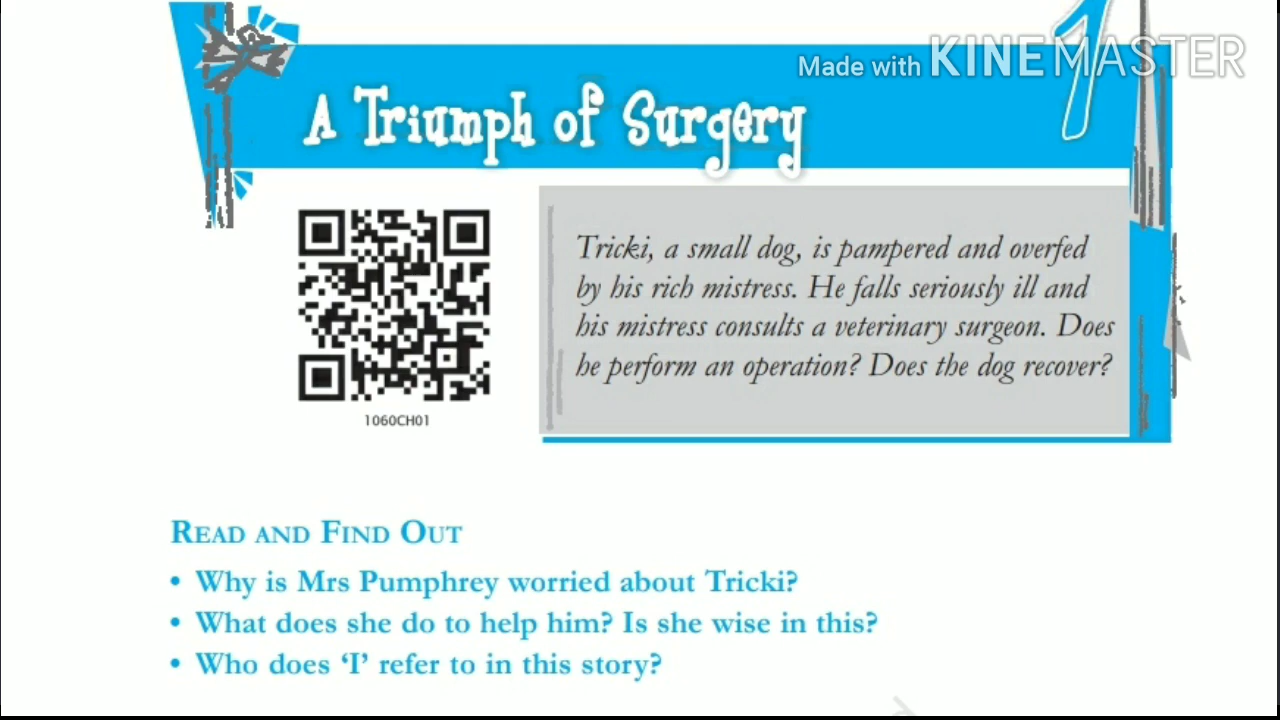 1
Made with KINEMASTER
A Triumph of Surgery
Tricki, a small dog, is pampered and overfed
by his rich mistress. He falls seriously ill and
his mistress consults a veterinary surgeon. Does
he perform an operation? Does the dog recover?
1060CH01
READ AND FIND OUT
• Why is Mrs Pumphrey worried about Tricki?
• What does she do to help him? Is she wise in this?
• Who does ‘I’ refer to in this story?